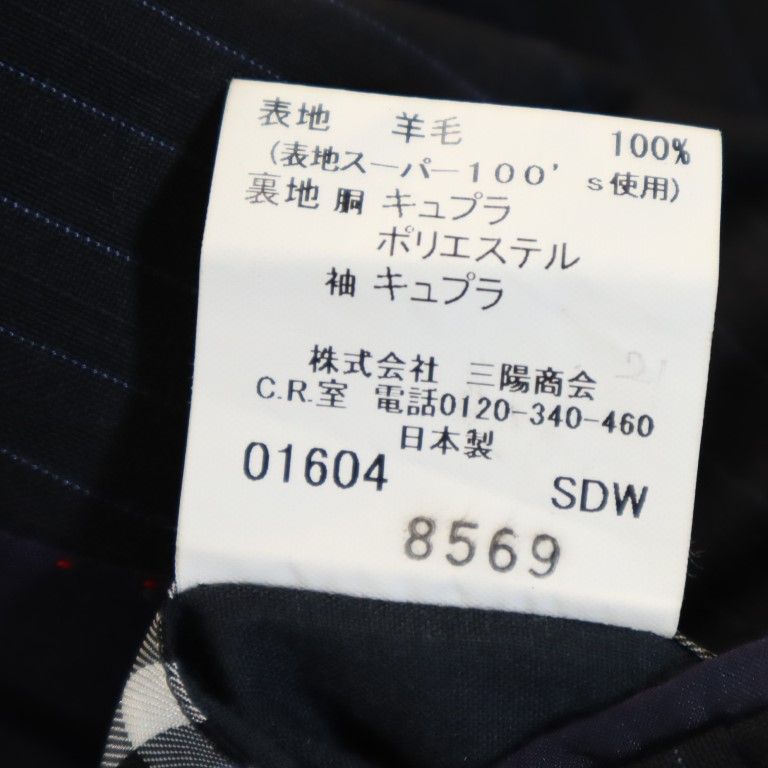 表地 羊毛 100%
(表地スーパー100's使用)
裏地 胴 キュプラ
ポリエステル
袖 キュプラ
株式会社 三陽商会
C.R.室 電話0120-340-460
日本製
01604 SDW
8569